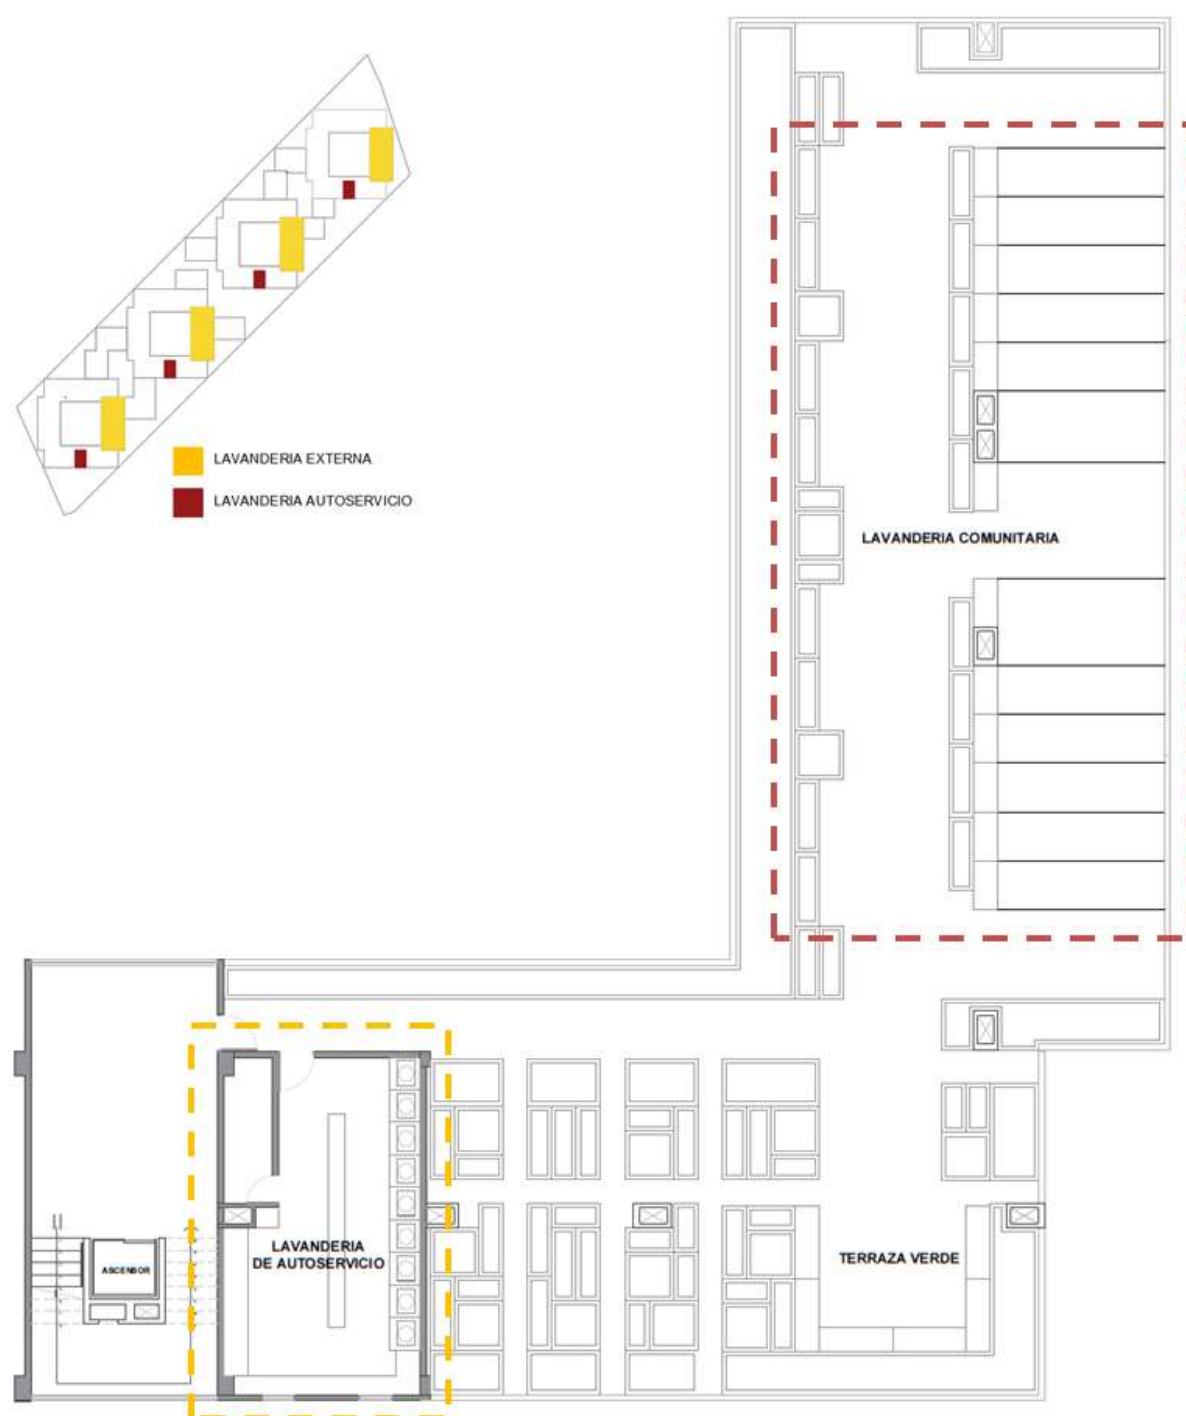 LAVANDERIA EXTERNA
LAVANDERIA AUTOSERVICIO
LAVANDERIA COMUNITARIA
LAVANDERIA
DE AUTOSERVICIO
ASCENSOR
TERRAZA VERDE